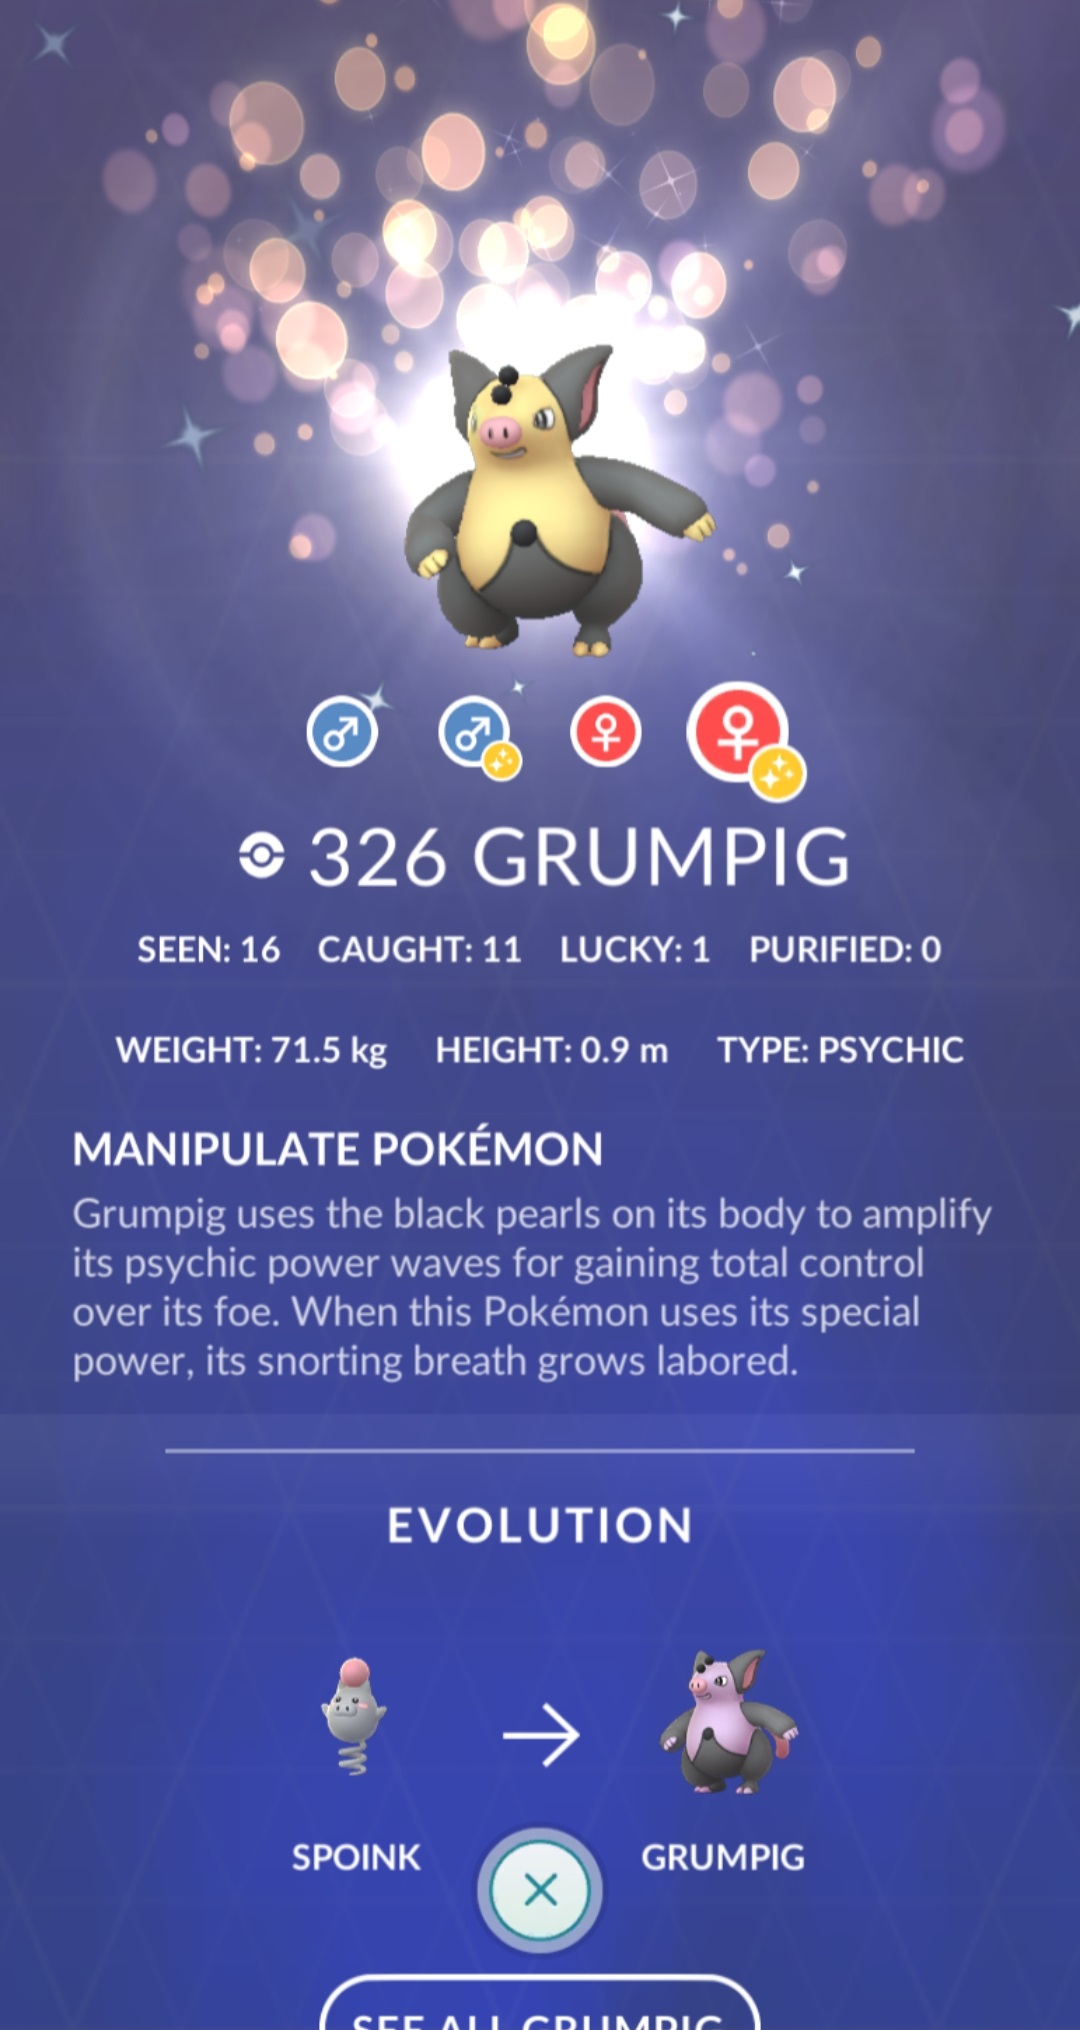 326 GRUMPIG
SEEN: 16 CAUGHT: 11 LUCKY: 1 PURIFIED: 0
WEIGHT: 71.5 kg HEIGHT: 0.9 m TYPE: PSYCHIC
MANIPULATE POKÉMON
Grumpig uses the black pearls on its body to amplify
its psychic power waves for gaining total control
over its foe. When this Pokémon uses its special
power, its snorting breath grows labored.
EVOLUTION
SPOINK GRUMPIG
SEE ALL GRUMPIG